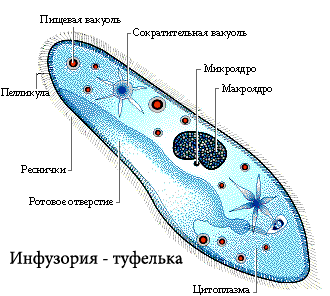 Пищевая вакуоль
Сократительная вакуоль
Микроядро
Макроядро
Пелликула
Реснички
Ротовое отверстие
Инфузория - туфелька
Цитоплазма